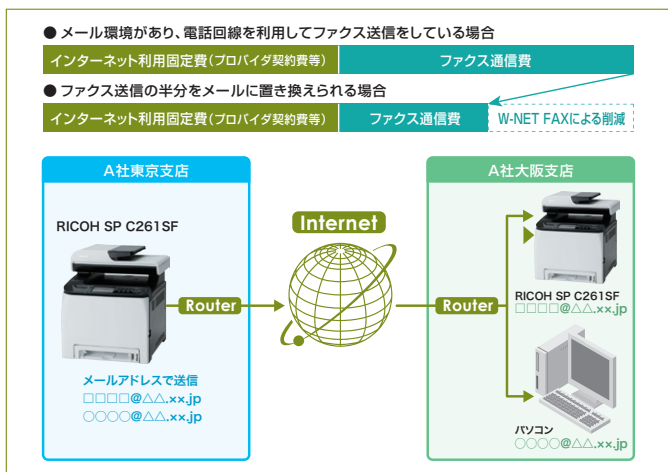 ● メール環境があり、電話回線を利用してファクス送信をしている場合
インターネット利用固定費(プロバイダ契約費等) ファクス通信費
● ファクス送信の半分をメールに置き換えられる場合
インターネット利用固定費(プロバイダ契約費等) ファクス通信費 W-NET FAXによる削減
A社東京支店
RICOH SP C261SF
Router
メールアドレスで送信
□□□□@△△.××.jp
○○○○@△△.××.jp
Internet
A社大阪支店
Router
RICOH SP C261SF
□□□□@△△.××.jp
パソコン
○○○○@△△.××.jp